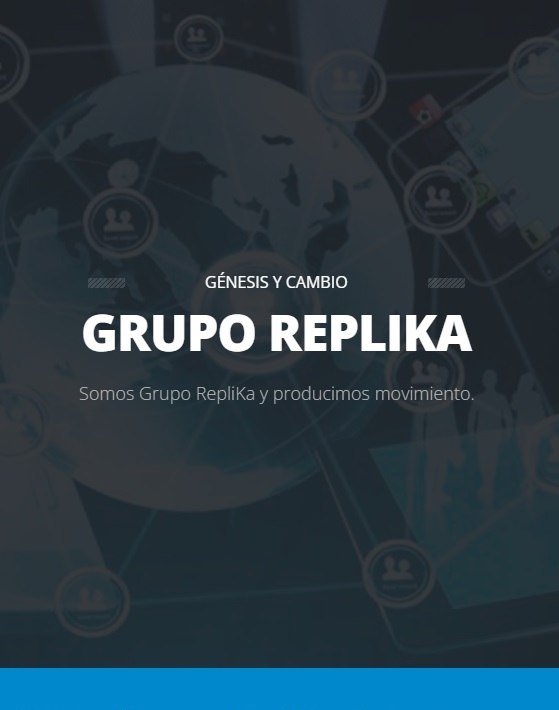 GÉNESIS Y CAMBIO
GRUPO REPLIKA
Somos Grupo RepliKa y producimos movimiento.